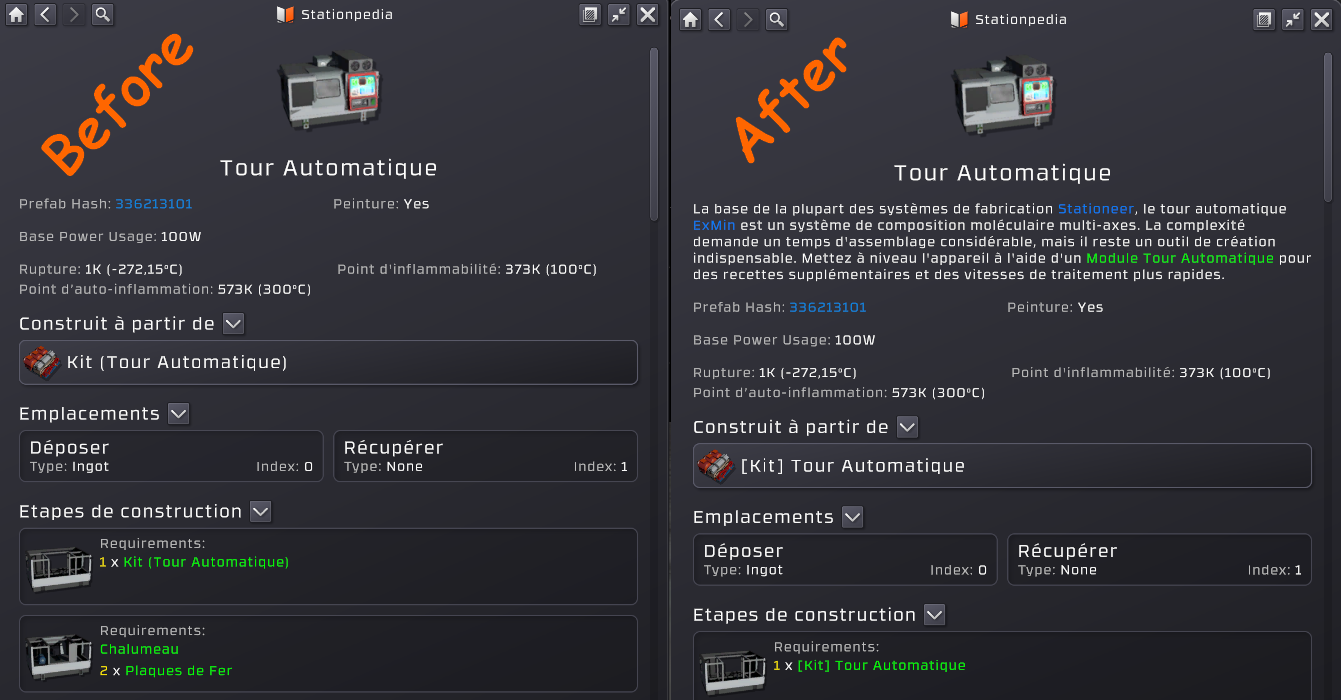 Stationpedia
Before
Tour Automatique
Prefab Hash: 336213101 Peinture: Yes
Base Power Usage: 100W
Rupture: 1K (-272,15°C) Point d'inflammabilité: 373K (100°C)
Point d'auto-inflammation: 573K (300°C)
Construit à partir de
Kit (Tour Automatique)
Emplacements
Déposer
Type: Ingot Index: 0
Récupérer
Type: None Index: 1
Etapes de construction
Requirements:
1 x Kit (Tour Automatique)
Requirements:
Chalumeau
2 x Plaques de Fer
Stationpedia
After
Tour Automatique
La base de la plupart des systèmes de fabrication Stationeer, le tour automatique
ExMin est un système de composition moléculaire multi-axes. La complexité
demande un temps d'assemblage considérable, mais il reste un outil de création
indispensable. Mettez à niveau l'appareil à l'aide d'un Module Tour Automatique pour
des recettes supplémentaires et des vitesses de traitement plus rapides.
Prefab Hash: 336213101 Peinture: Yes
Base Power Usage: 100W
Rupture: 1K (-272,15°C) Point d'inflammabilité: 373K (100°C)
Point d'auto-inflammation: 573K (300°C)
Construit à partir de
[Kit] Tour Automatique
Emplacements
Déposer
Type: Ingot Index: 0
Récupérer
Type: None Index: 1
Etapes de construction
Requirements:
1 x [Kit] Tour Automatique